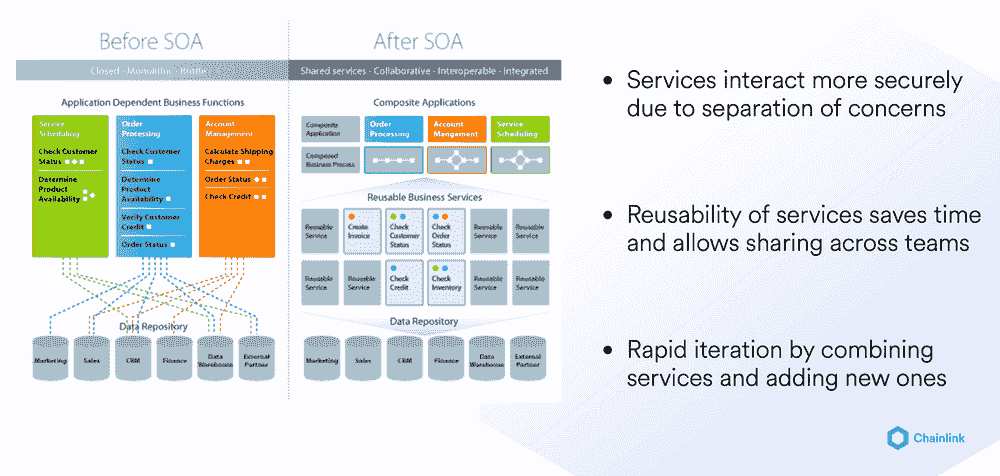 Before SOA
Closed - Monolithic - Brittle
Application Dependent Business Functions
Service
Scheduling
Check Customer
Status
Determine
Product
Availability
Order
Processing
Check Customer
Status
Determine
Product
Availability
Verify Customer
Credit
Order Status
Account
Management
Calculate Shipping
Charges
Order Status
Check Credit
Data Repository
Marketing
Sales
CRM
Finance
Data
Warehouse
External
Partner
After SOA
Shared services - Collaborative - Interoperable - Integrated
Composite Applications
Composite
Application
Order
Processing
Account
Mangement
Service
Scheduling
Composed
Business Process
Reusable Business Services
Reusable
Service
Create
Invoice
Check
Customer
Status
Check
Order
Status
Reusable
Service
Reusable
Service
Reusable
Service
Reusable
Service
Check
Credit
Check
Inventory
Reusable
Service
Reusable
Service
Data Repository
Marketing
Sales
CRM
Finance
Data
Warehouse
External
Partner
• Services interact more securely
due to separation of concerns
• Reusability of services saves time
and allows sharing across teams
• Rapid iteration by combining
services and adding new ones
Chainlink